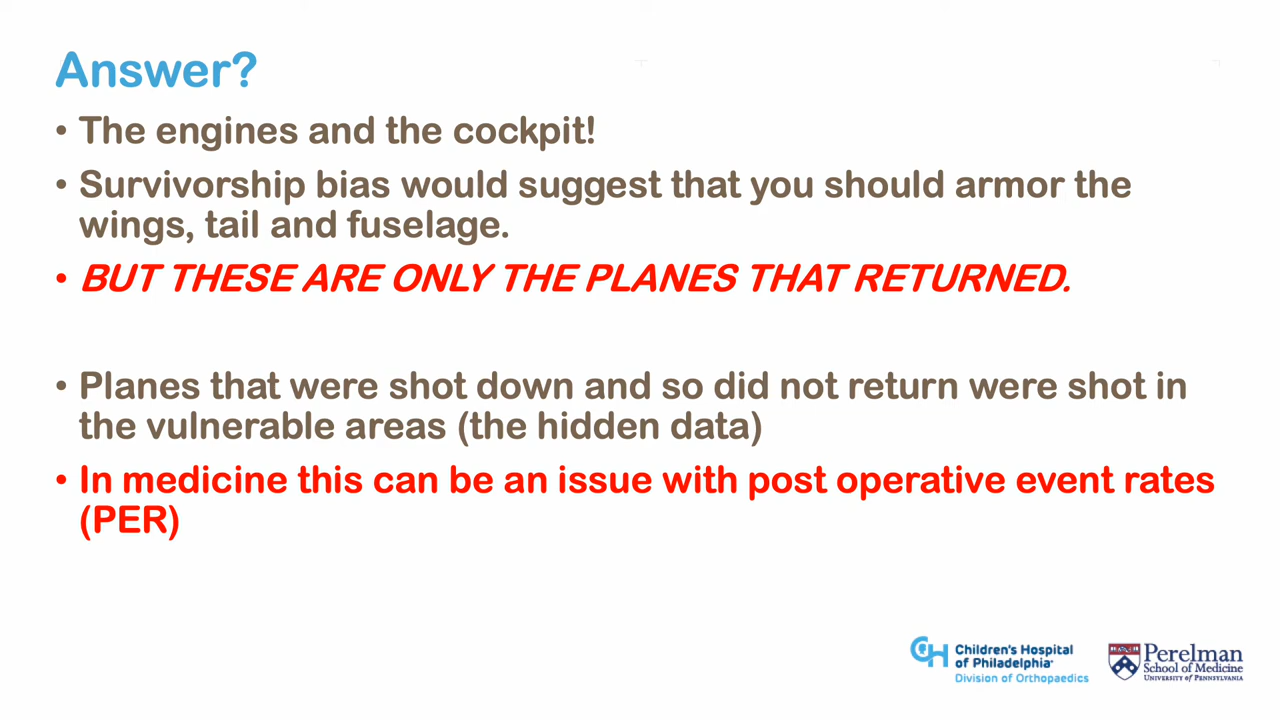 Answer?
• The engines and the cockpit!
• Survivorship bias would suggest that you should armor the
wings, tail and fuselage.
• BUT THESE ARE ONLY THE PLANES THAT RETURNED.
• Planes that were shot down and so did not return were shot in
the vulnerable areas (the hidden data)
• In medicine this can be an issue with post operative event rates
(PER)
Children's Hospital
of Philadelphia
Division of Orthopaedics
Perelman
School of Medicine
University of Pennsylvania